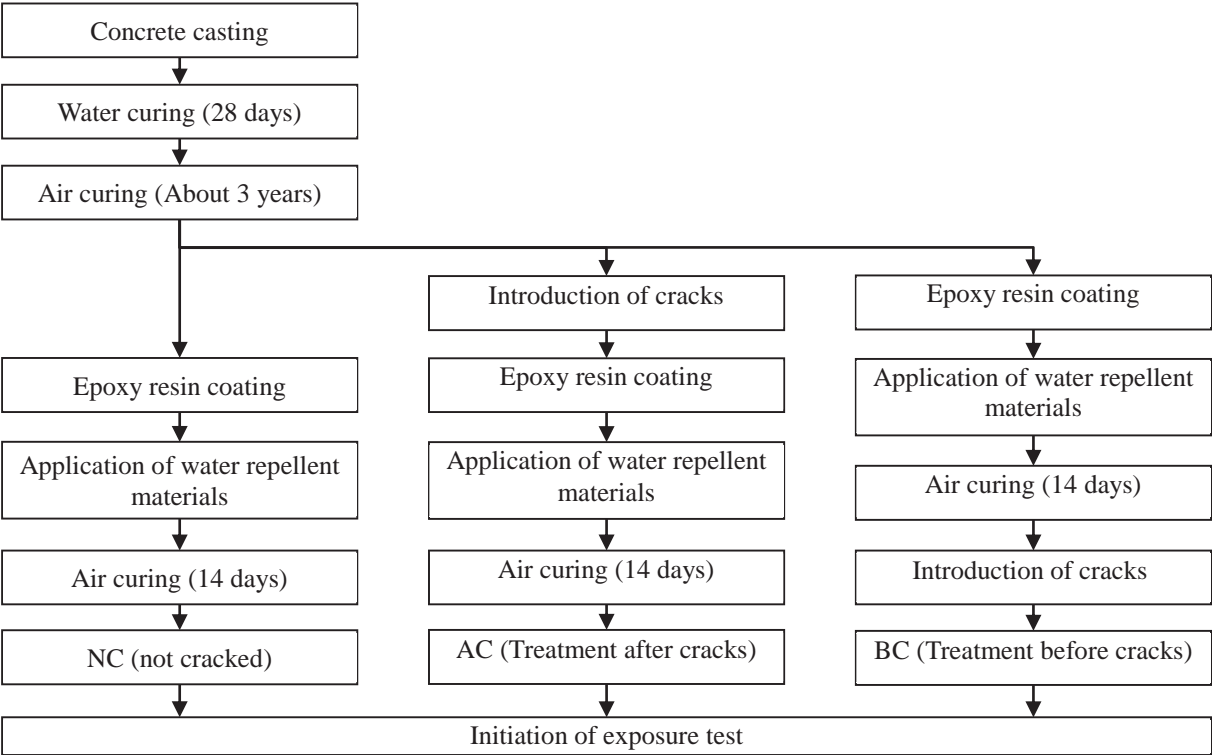 Concrete casting
Water curing (28 days)
Air curing (About 3 years)
Epoxy resin coating
Application of water repellent
materials
Air curing (14 days)
NC (not cracked)
Introduction of cracks
Epoxy resin coating
Application of water repellent
materials
Air curing (14 days)
AC (Treatment after cracks)
Epoxy resin coating
Application of water repellent
materials
Air curing (14 days)
Introduction of cracks
BC (Treatment before cracks)
Initiation of exposure test